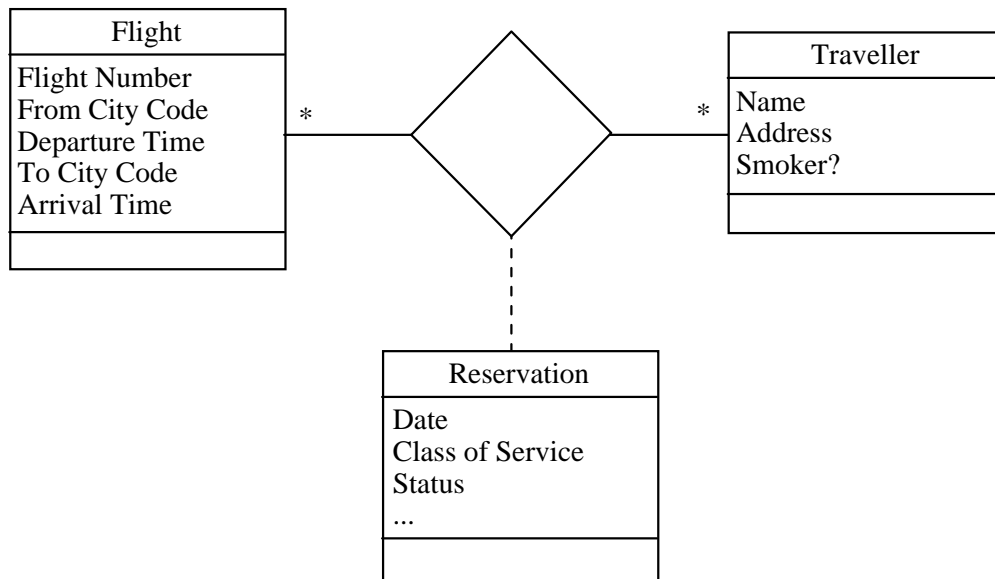 Flight
Flight Number
From City Code
Departure Time
To City Code
Arrival Time
*
*
Traveller
Name
Address
Smoker?
Reservation
Date
Class of Service
Status
...